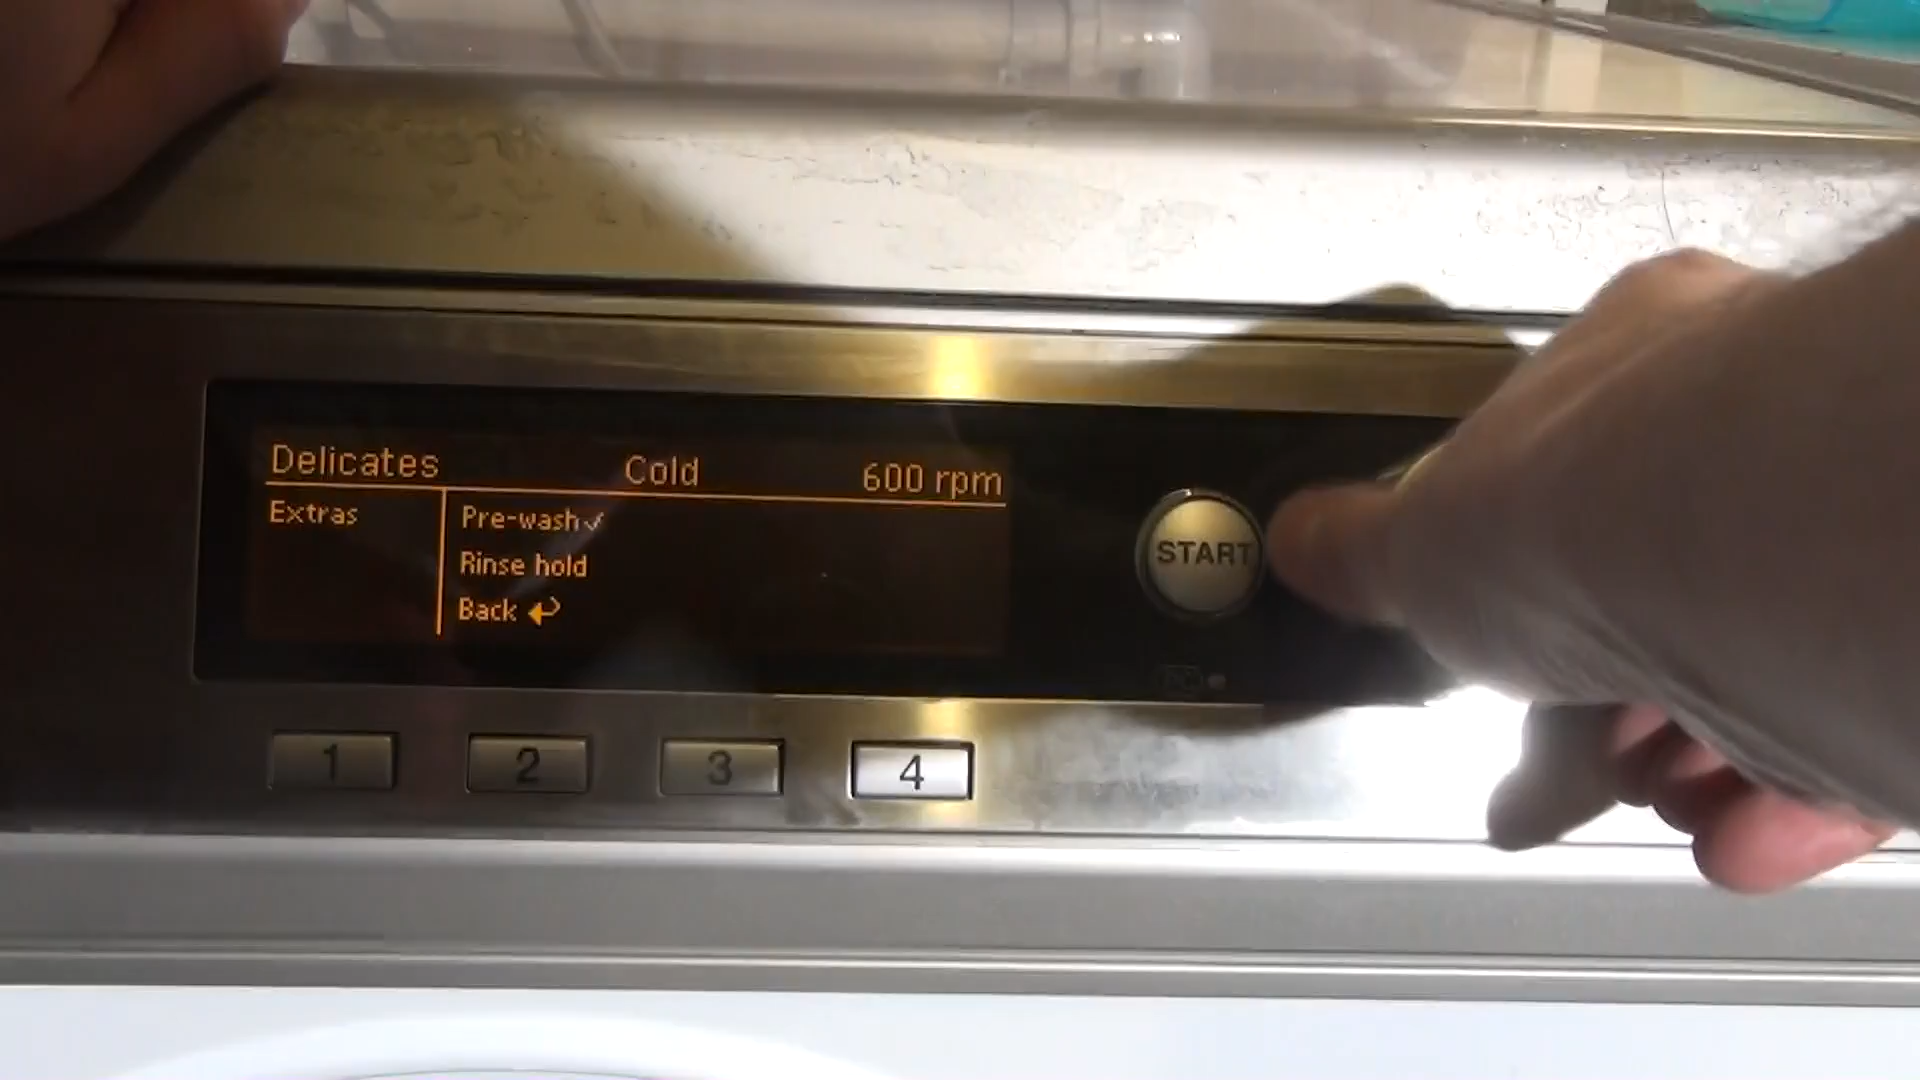 Delicates Cold 600 rpm
Extras Pre-wash✓
Rinse hold
Back ↩
START
1 2 3 4